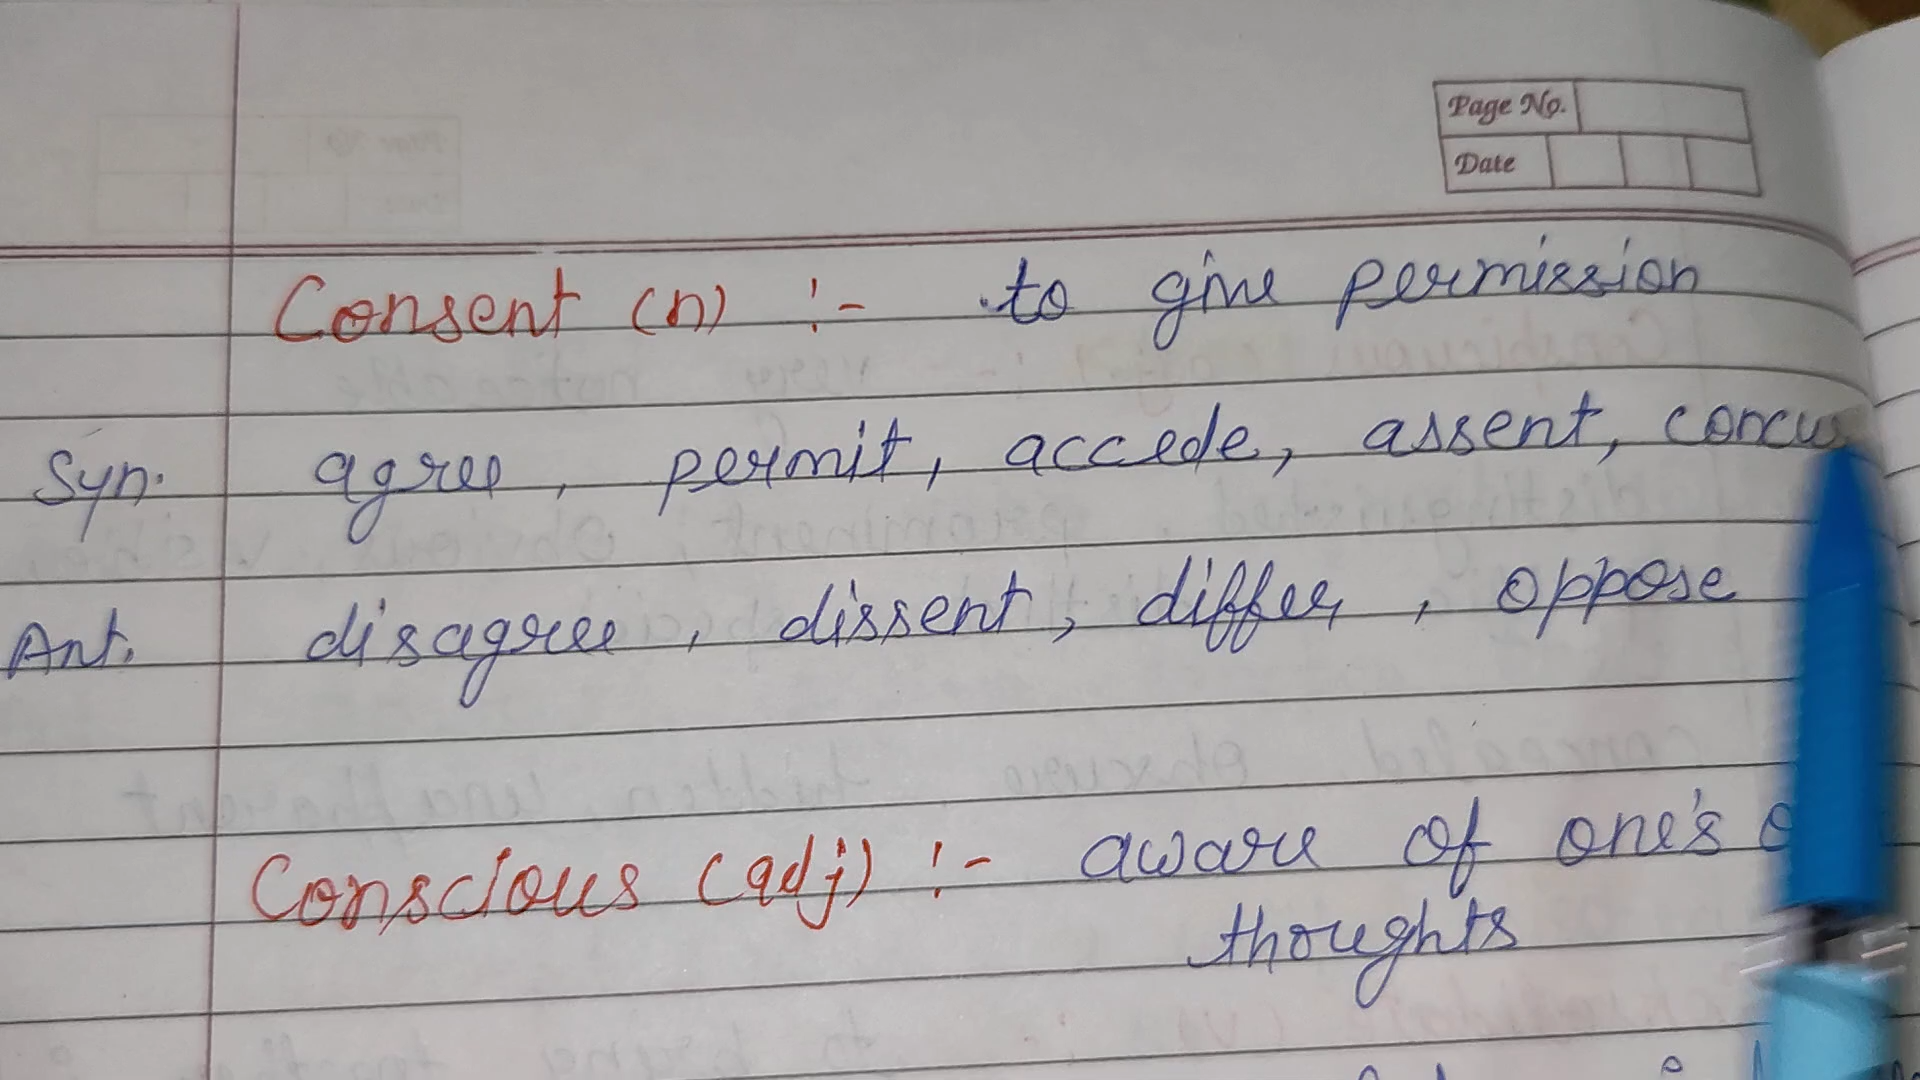 Page No.
Date
Consent (n) :- to give permission
Syn. agree, permit, accede, assent, concur
Ant. disagree, dissent, differ, oppose
Conscious (adj) :- aware of one's
thoughts